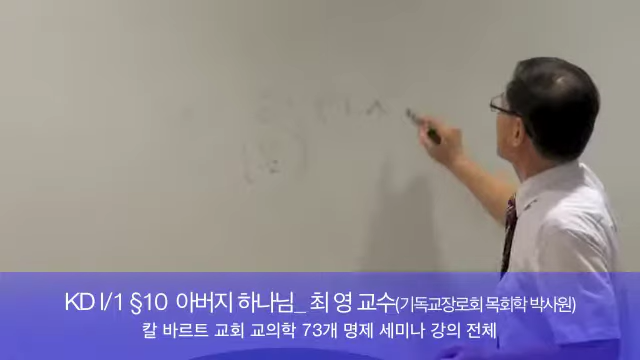 KD I/1 §10 아버지 하나님_ 최 영 교수(기독교장로회 목회학 박사원)
칼 바르트 교회 교의학 73개 명제 세미나 강의 전체